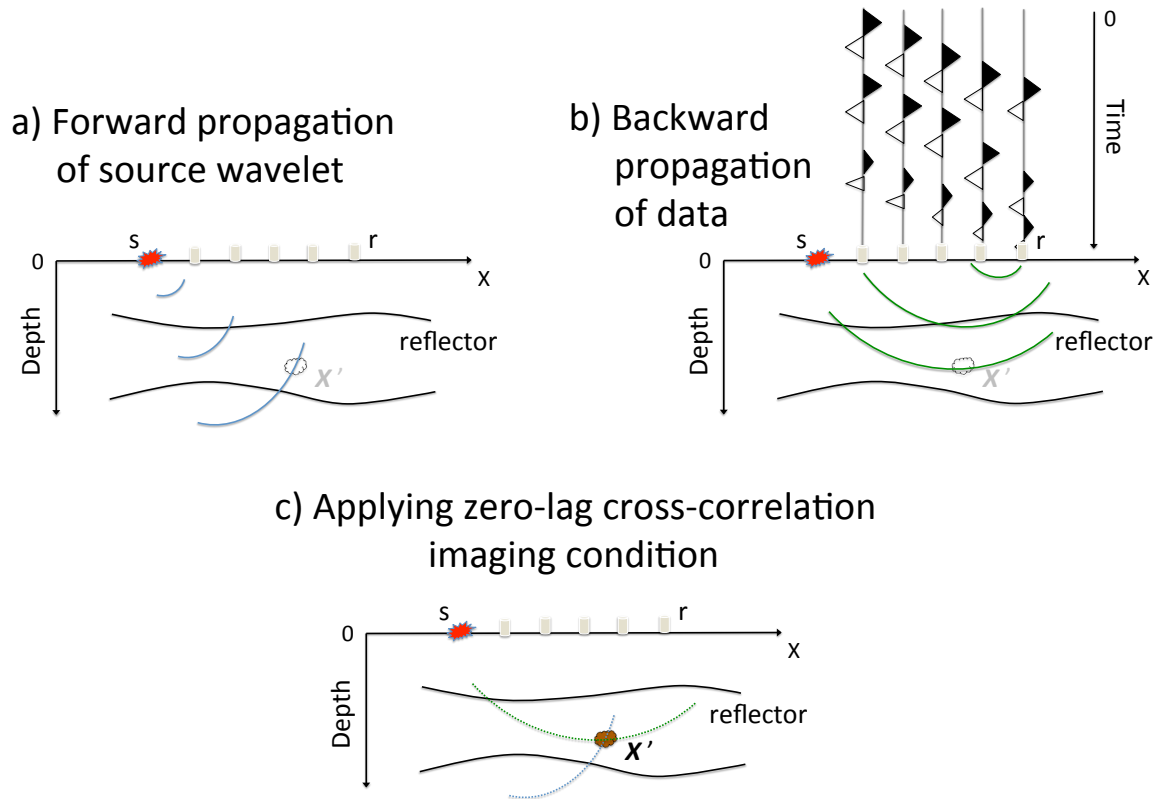 a) Forward propagation
of source wavelet
s
r
0
X
Depth
reflector
X'
b) Backward
propagation
of data
0
Time
s
r
0
X
Depth
reflector
X'
c) Applying zero-lag cross-correlation
imaging condition
s
r
0
X
Depth
reflector
X'